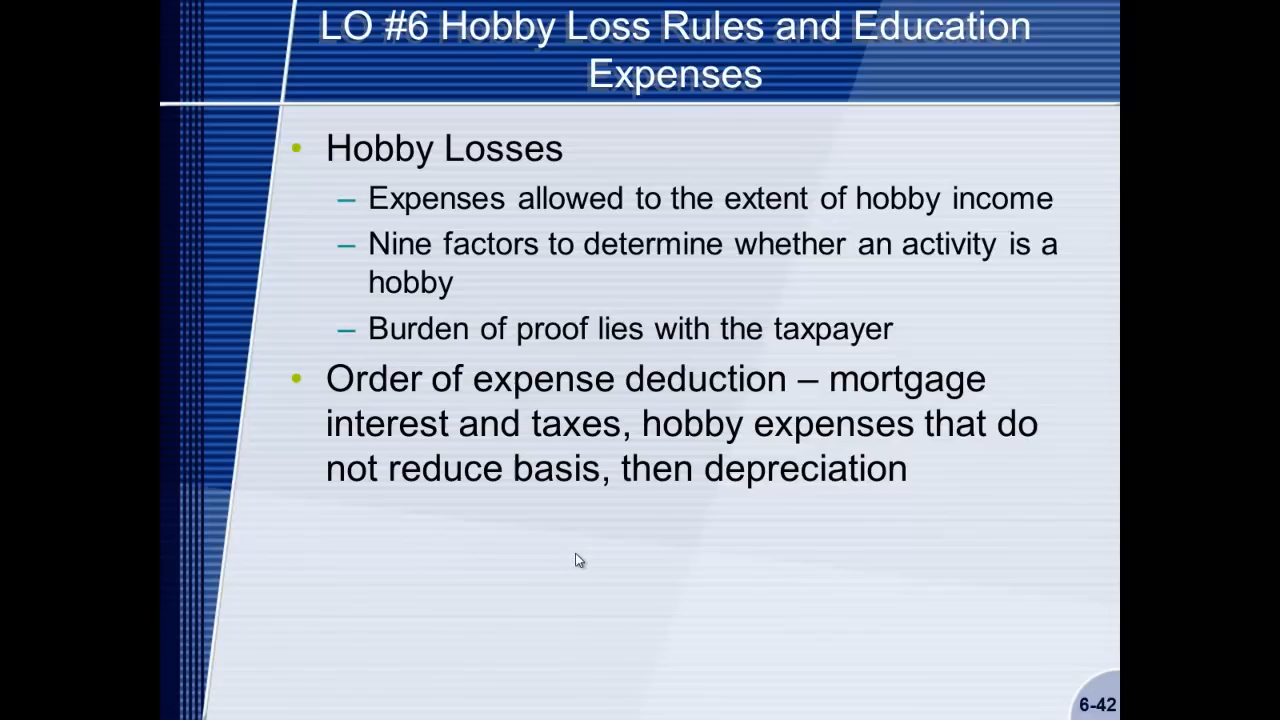 LO #6 Hobby Loss Rules and Education
Expenses
• Hobby Losses
– Expenses allowed to the extent of hobby income
– Nine factors to determine whether an activity is a
hobby
– Burden of proof lies with the taxpayer
• Order of expense deduction – mortgage
interest and taxes, hobby expenses that do
not reduce basis, then depreciation
6-42